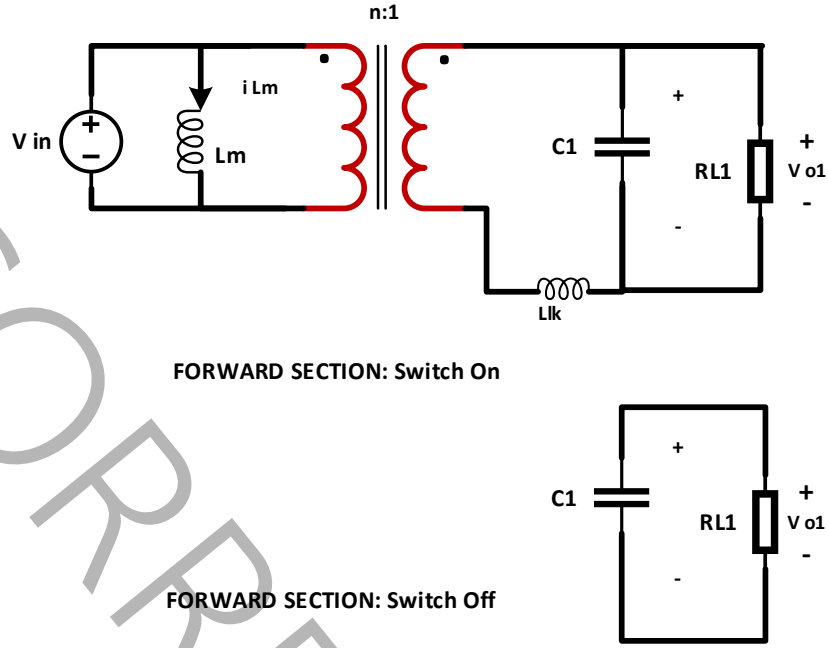 n:1
V in
+
−
i Lm
Lm
C1
+
-
RL1
+
V o1
-
Llk
FORWARD SECTION: Switch On
C1
+
-
RL1
+
V o1
-
FORWARD SECTION: Switch Off